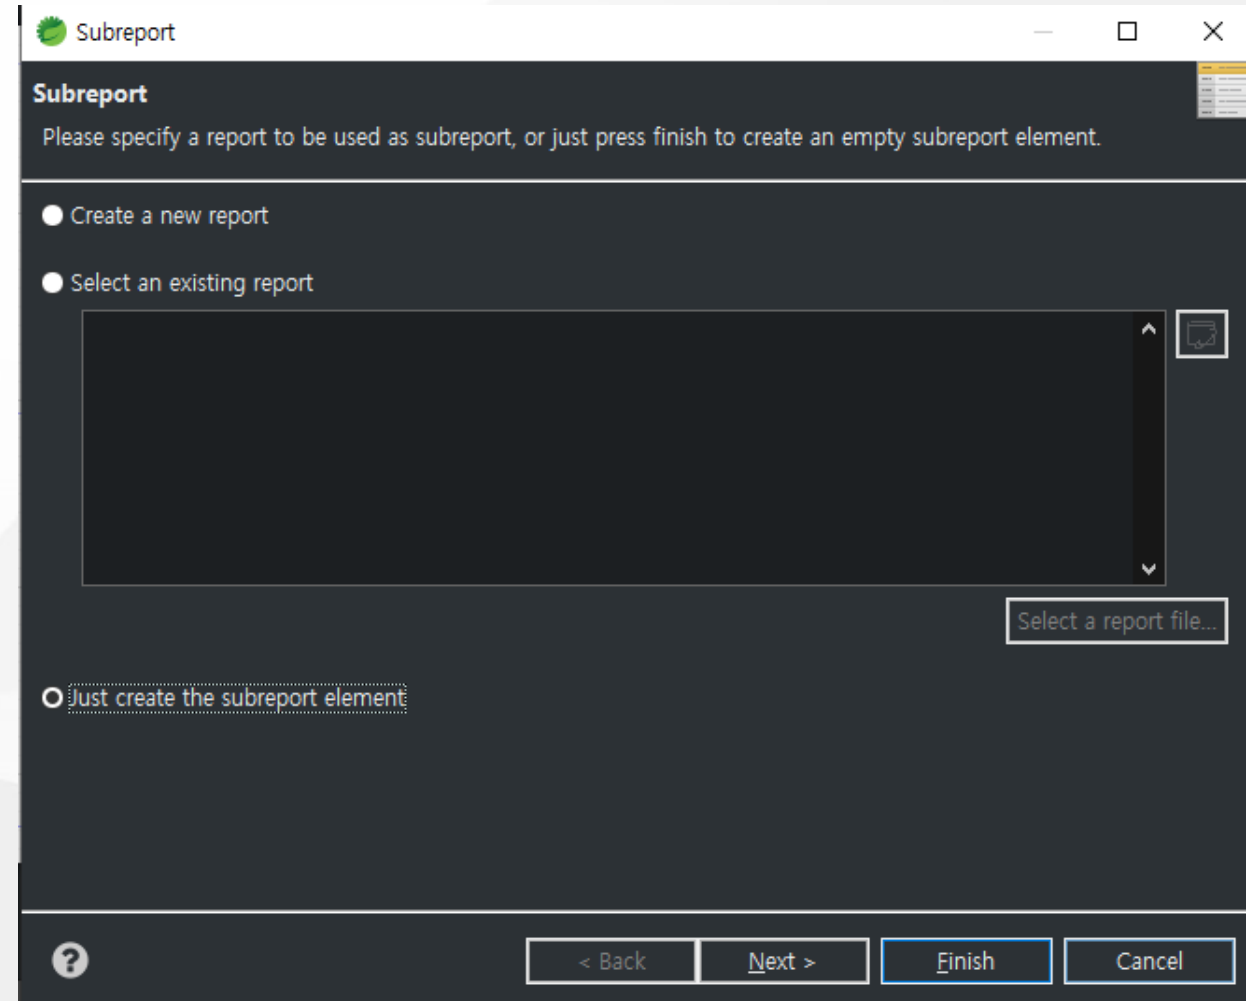 Subreport
Subreport
Please specify a report to be used as subreport, or just press finish to create an empty subreport element.
Create a new report
Select an existing report
Select a report file...
Just create the subreport element
< Back
Next >
Finish
Cancel